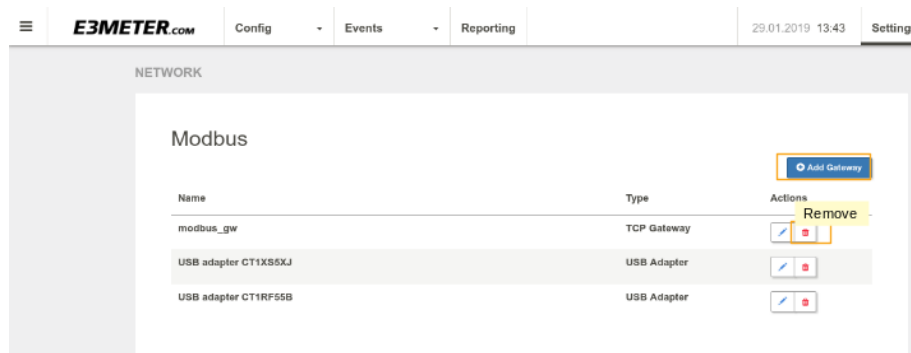 E3METER.COM Config Events Reporting 29.01.2019 13:43 Setting
NETWORK
Modbus
Add Gateway
Name Type Actions
Remove
modbus_gw TCP Gateway
USB adapter CT1XS5XJ USB Adapter
USB adapter CT1RF55B USB Adapter